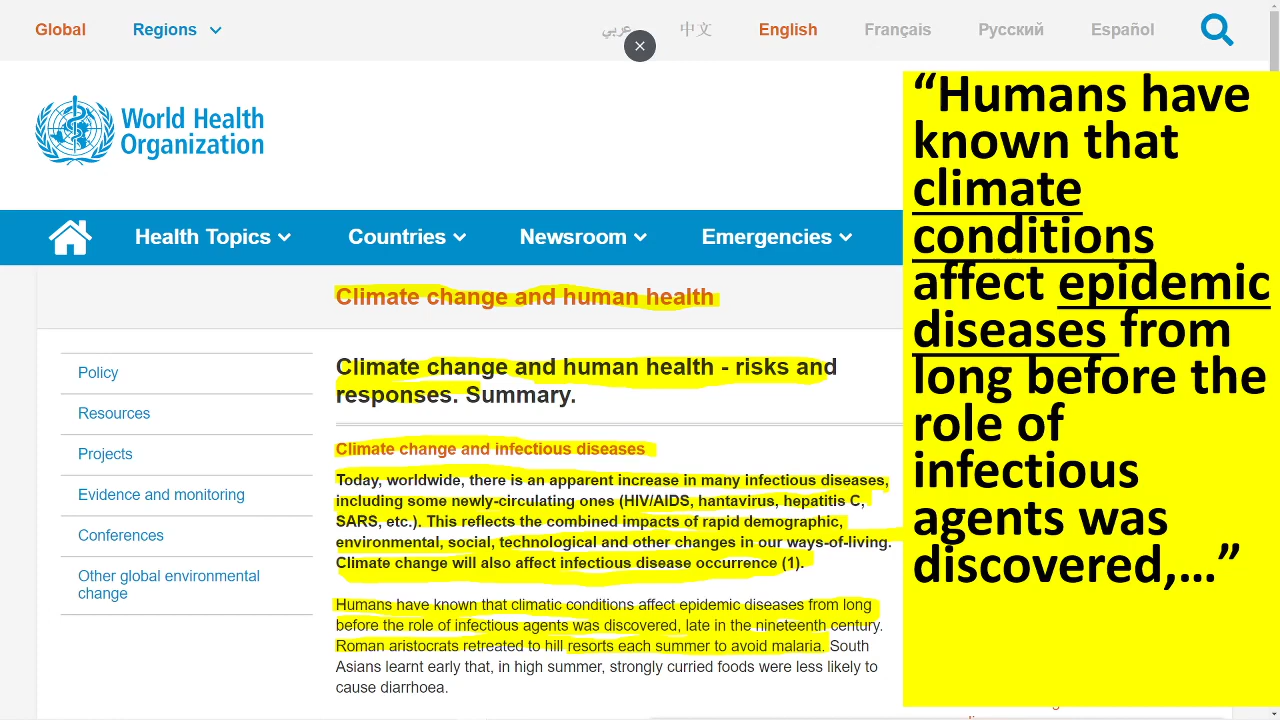 Global Regions عربي 中文 English Français Русский Español
World Health
Organization
Health Topics Countries Newsroom Emergencies
Climate change and human health
Policy
Resources
Projects
Evidence and monitoring
Conferences
Other global environmental
change
Climate change and human health - risks and
responses. Summary.
Climate change and infectious diseases
Today, worldwide, there is an apparent increase in many infectious diseases,
including some newly-circulating ones (HIV/AIDS, hantavirus, hepatitis C,
SARS, etc.). This reflects the combined impacts of rapid demographic,
environmental, social, technological and other changes in our ways-of-living.
Climate change will also affect infectious disease occurrence (1).
Humans have known that climatic conditions affect epidemic diseases from long
before the role of infectious agents was discovered, late in the nineteenth century.
Roman aristocrats retreated to hill resorts each summer to avoid malaria. South
Asians learnt early that, in high summer, strongly curried foods were less likely to
cause diarrhoea.
“Humans have
known that
climate
conditions
affect epidemic
diseases from
long before the
role of
infectious
agents was
discovered,…”